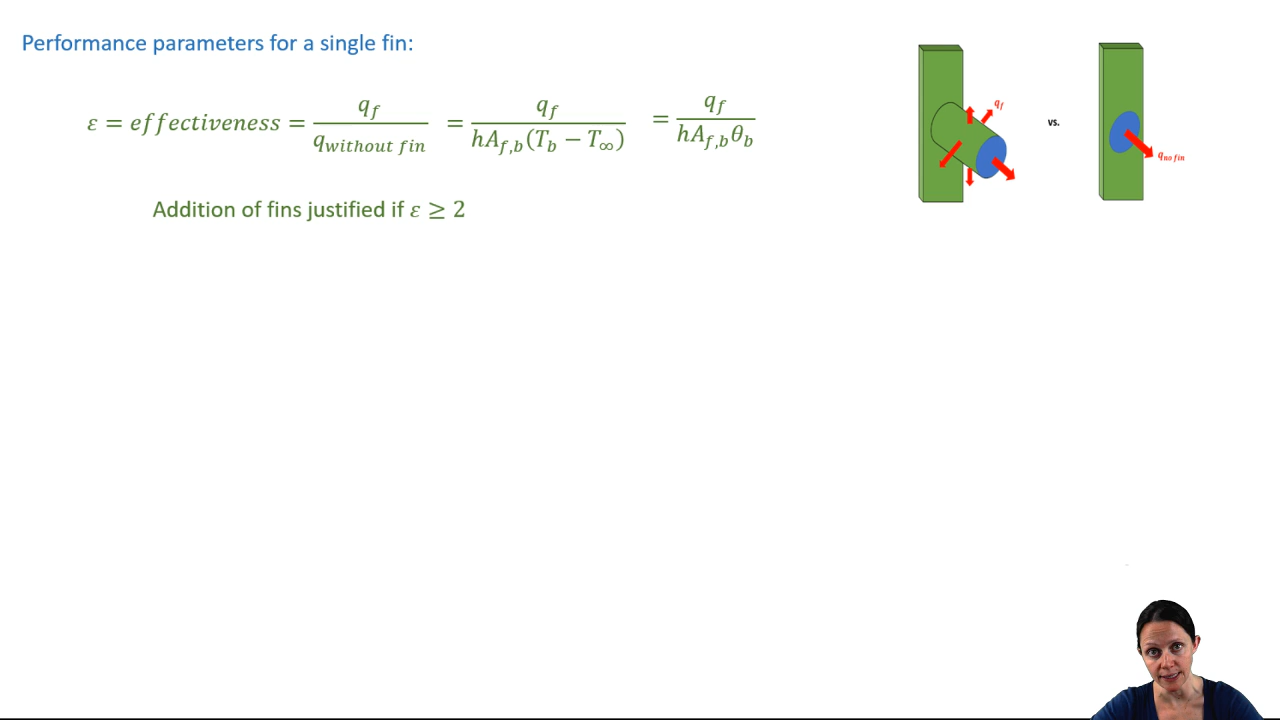 Performance parameters for a single fin:
ε = effectiveness = q_f / q_without fin = q_f / hA_f,b(T_b − T_∞) = q_f / hA_f,bθ_b
Addition of fins justified if ε ≥ 2
q_f
vs.
q_no fin